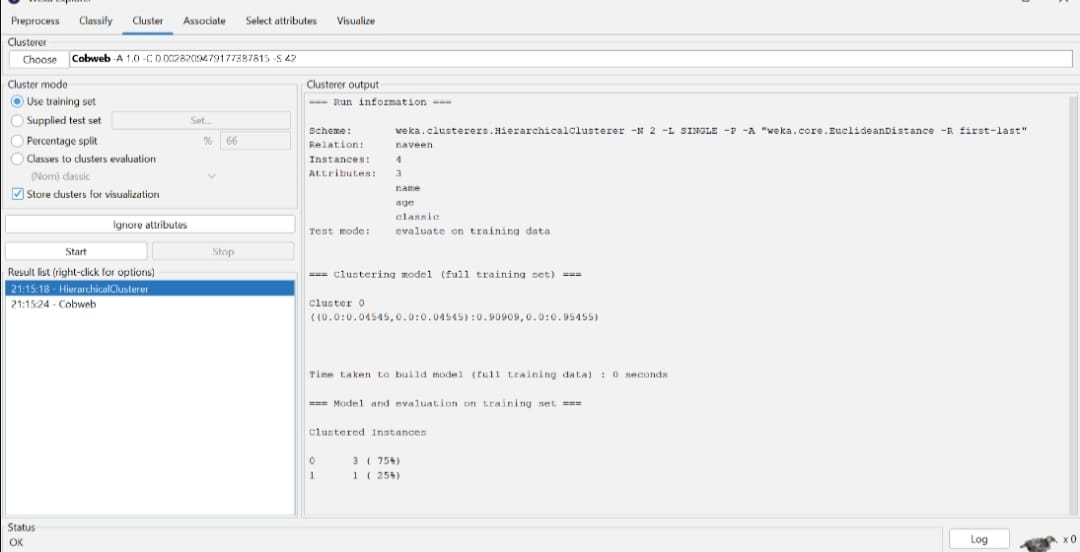 Preprocess Classify Cluster Associate Select attributes Visualize
Clusterer
Choose Cobweb -A 1.0 -C 0.0028209479177387815 -S 42
Cluster mode
Use training set
Supplied test set Set...
Percentage split % 66
Classes to clusters evaluation
(Nom) classic
Store clusters for visualization
Ignore attributes
Start Stop
Result list (right-click for options)
21:15:18 - HierarchicalClusterer
21:15:24 - Cobweb
Clusterer output
=== Run information ===
Scheme: weka.clusterers.HierarchicalClusterer -N 2 -L SINGLE -P -A "weka.core.EuclideanDistance -R first-last"
Relation: naveen
Instances: 4
Attributes: 3
name
age
classic
Test mode: evaluate on training data
=== Clustering model (full training set) ===
Cluster 0
((0.0:0.04545,0.0:0.04545):0.90909,0.0:0.95455)
Time taken to build model (full training data) : 0 seconds
=== Model and evaluation on training set ===
Clustered Instances
0 3 ( 75%)
1 1 ( 25%)
Status
OK
Log x 0